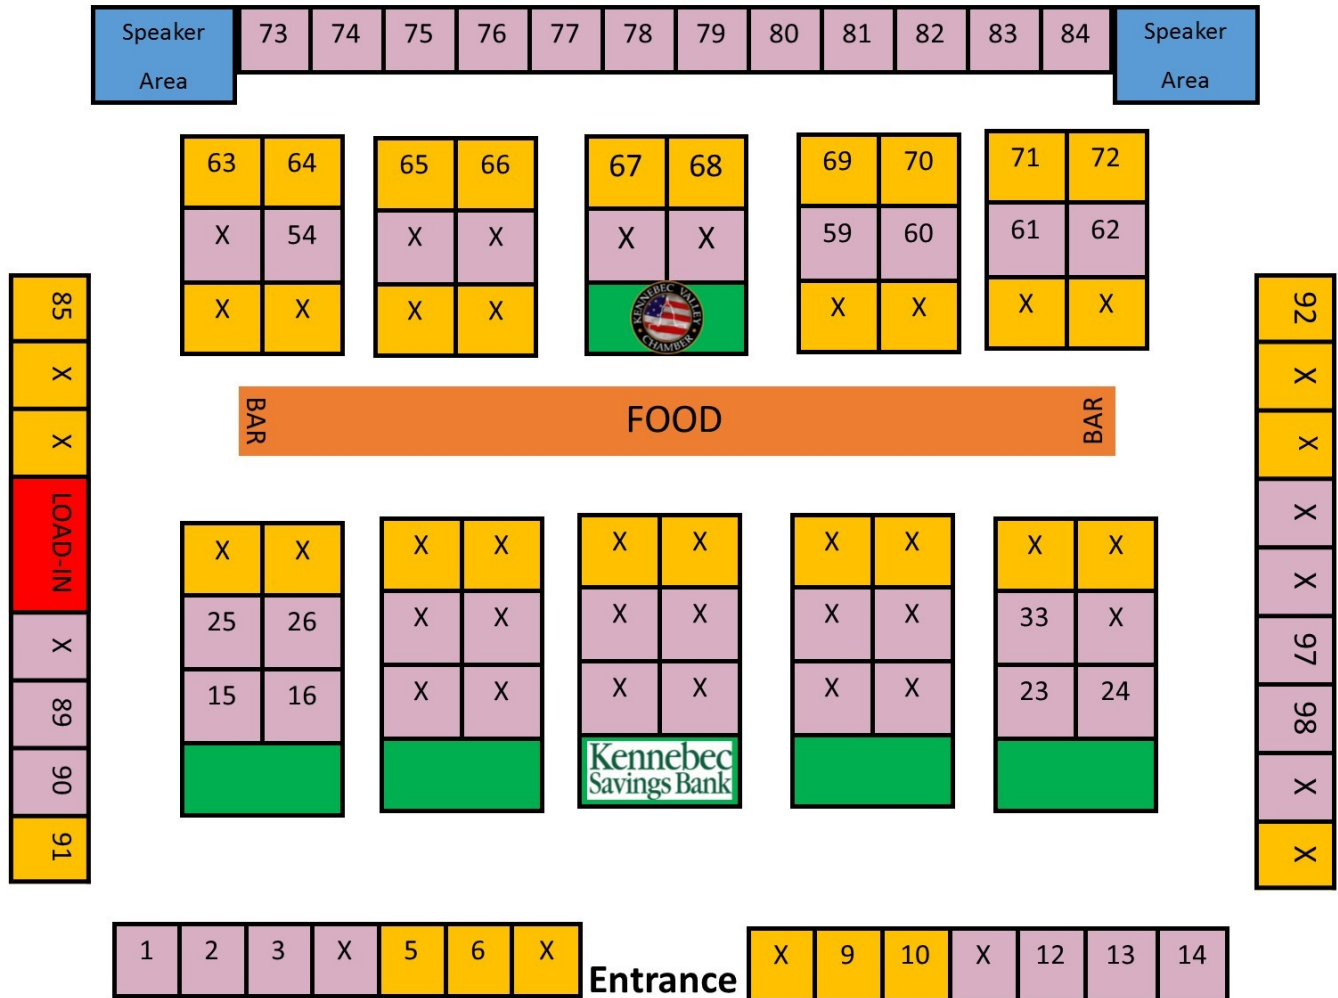 Speaker Area 73 74 75 76 77 78 79 80 81 82 83 84 Speaker Area
63 64 65 66 67 68 69 70 71 72
X 54 X X X X 59 60 61 62
X X X X KENNEBEC VALLEY CHAMBER X X X X
85
X
X
LOAD-IN
X
89
90
91
92
X
X
X
X
97
98
X
X
BAR FOOD BAR
X X X X X X X X X X
25 26 X X X X X X 33 X
15 16 X X X X X X 23 24
Kennebec
Savings Bank
1 2 3 X 5 6 X Entrance X 9 10 X 12 13 14